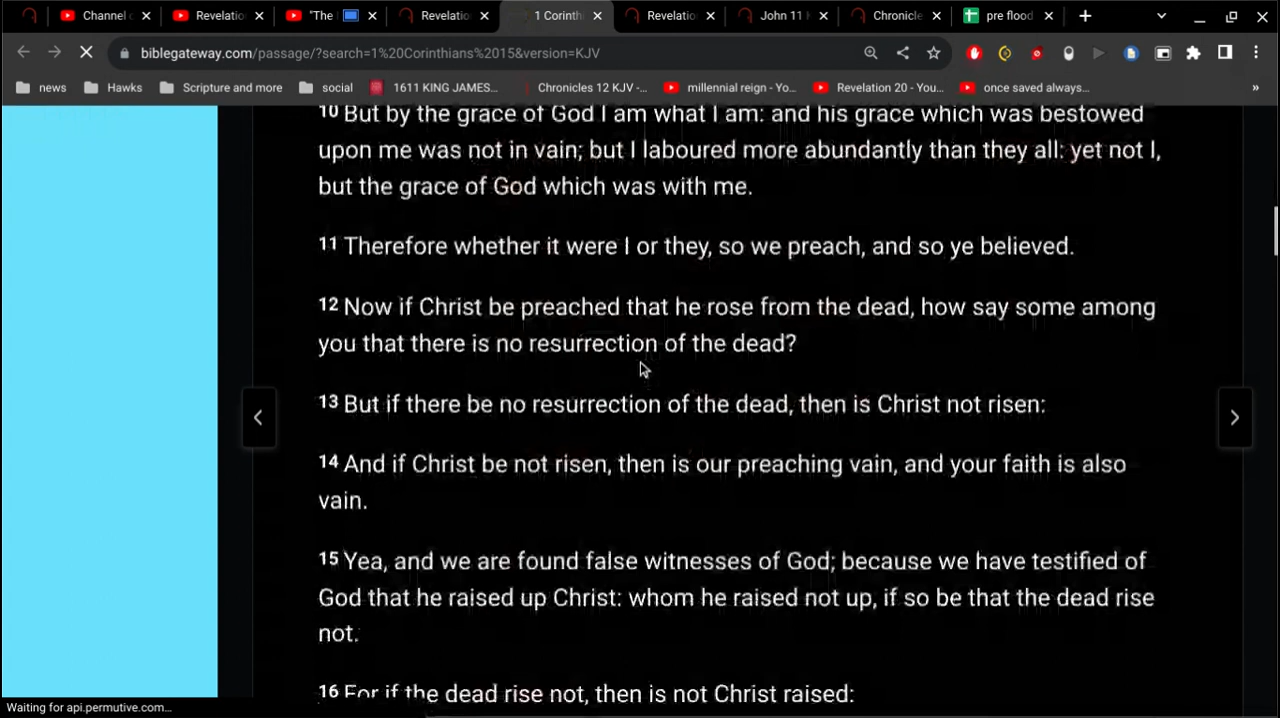 Channel
Revelation
"The
Revelatio
1 Corinth
Revelatio
John 11
Chronicle
pre flood
biblegateway.com/passage/?search=1%20Corinthians%2015&version=KJV
news
Hawks
Scripture and more
social
1611 KING JAMES...
Chronicles 12 KJV -...
millennial reign - Yo...
Revelation 20 - You...
once saved always...
»
10 But by the grace of God I am what I am: and his grace which was bestowed
upon me was not in vain; but I laboured more abundantly than they all: yet not I,
but the grace of God which was with me.
11 Therefore whether it were I or they, so we preach, and so ye believed.
12 Now if Christ be preached that he rose from the dead, how say some among
you that there is no resurrection of the dead?
13 But if there be no resurrection of the dead, then is Christ not risen:
14 And if Christ be not risen, then is our preaching vain, and your faith is also
vain.
15 Yea, and we are found false witnesses of God; because we have testified of
God that he raised up Christ: whom he raised not up, if so be that the dead rise
not.
16 For if the dead rise not, then is not Christ raised:
Waiting for api.permutive.com...